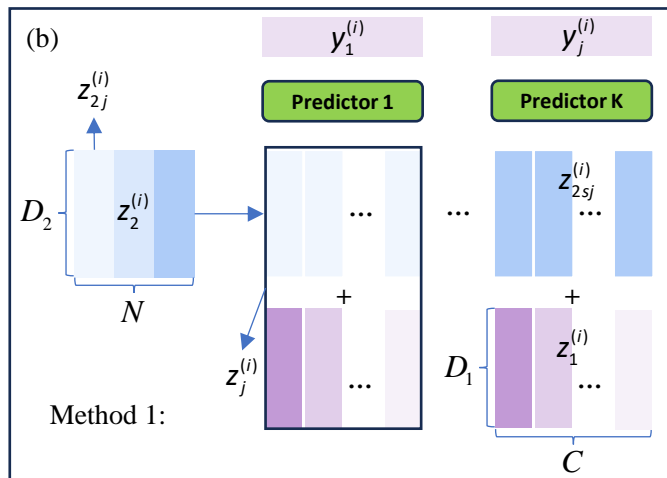 (b)
y_1^{(i)}
y_j^{(i)}
z_{2j}^{(i)}
Predictor 1
Predictor K
D_2
z_2^{(i)}
...
...
z_{2sj}^{(i)}
...
N
+
+
z_j^{(i)}
...
D_1
z_1^{(i)}
...
Method 1:
C